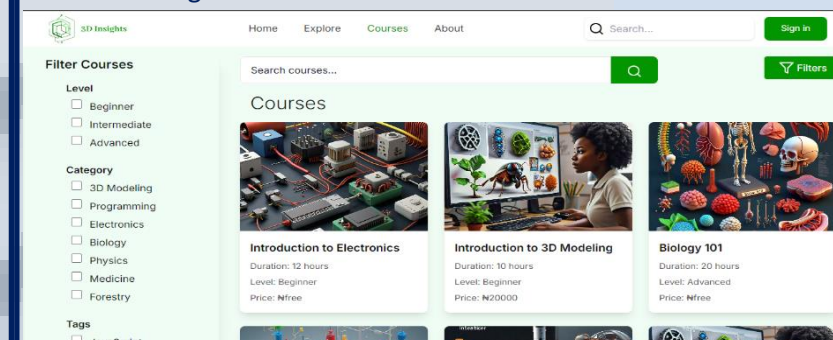 3D Insights
Home Explore Courses About
Search...
Sign in
Filter Courses
Level
Beginner
Intermediate
Advanced
Category
3D Modeling
Programming
Electronics
Biology
Physics
Medicine
Forestry
Tags
Search courses...
Filters
Courses
Introduction to Electronics
Duration: 12 hours
Level: Beginner
Price: ₦free
Introduction to 3D Modeling
Duration: 10 hours
Level: Beginner
Price: ₦20000
Biology 101
Duration: 20 hours
Level: Advanced
Price: ₦free